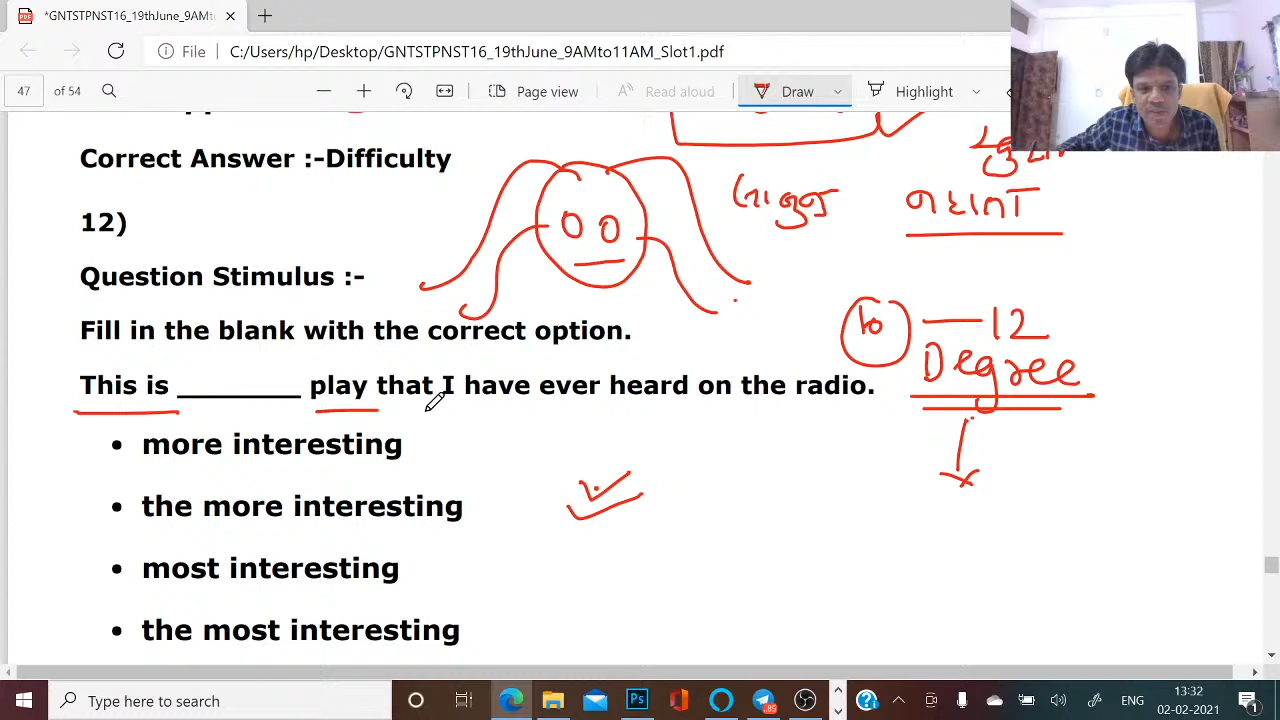 *GNTSTPNST16_19thJune_9AMto
File C:/Users/hp/Desktop/GNTSTPNST16_19thJune_9AMto11AM_Slot1.pdf
47 of 54 Page view Read aloud Draw Highlight
Correct Answer :-Difficulty
12)
Question Stimulus :-
Fill in the blank with the correct option.
This is ________ play that I have ever heard on the radio.
• more interesting
• the more interesting
• most interesting
• the most interesting
10 — 12
Degree
Type here to search
ENG
13:32
02-02-2021